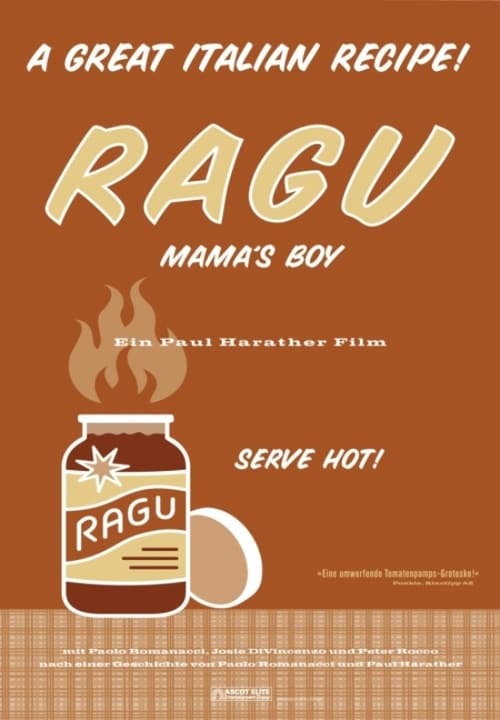 A GREAT ITALIAN RECIPE!
RAGU
MAMA'S BOY
Ein Paul Harather Film
SERVE HOT!
RAGU
»Eine umwerfende Tomatenpamps-Groteske!«
mit Paolo Romanacci, Josie DiVincenzo und Peter Rocco
nach einer Geschichte von Paolo Romanacci und Paul Harather
ASCOT ELITE